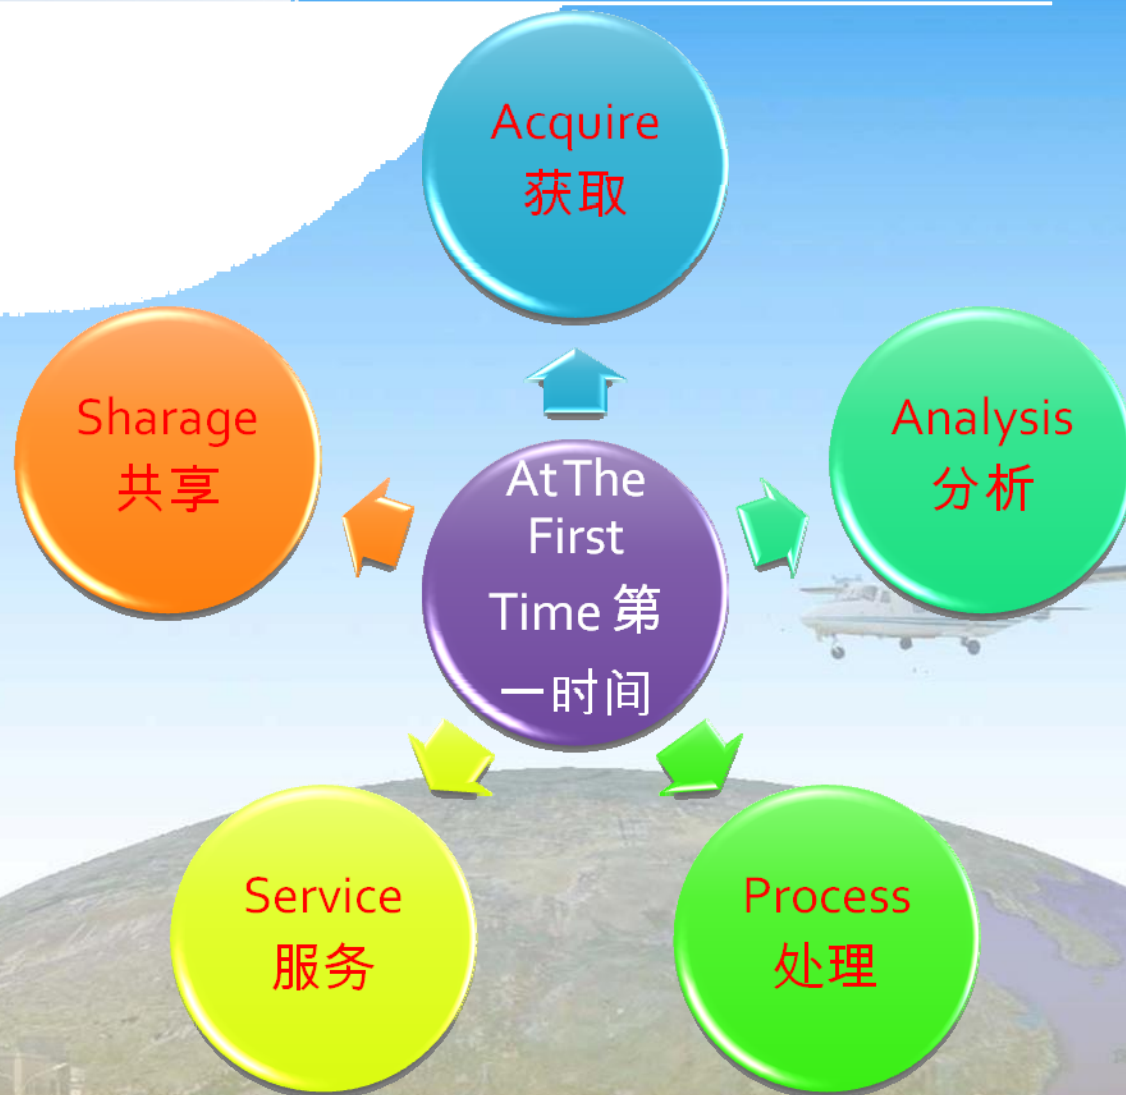 Acquire
获取
Sharage
共享
Analysis
分析
At The
First
Time 第
一时间
Service
服务
Process
处理